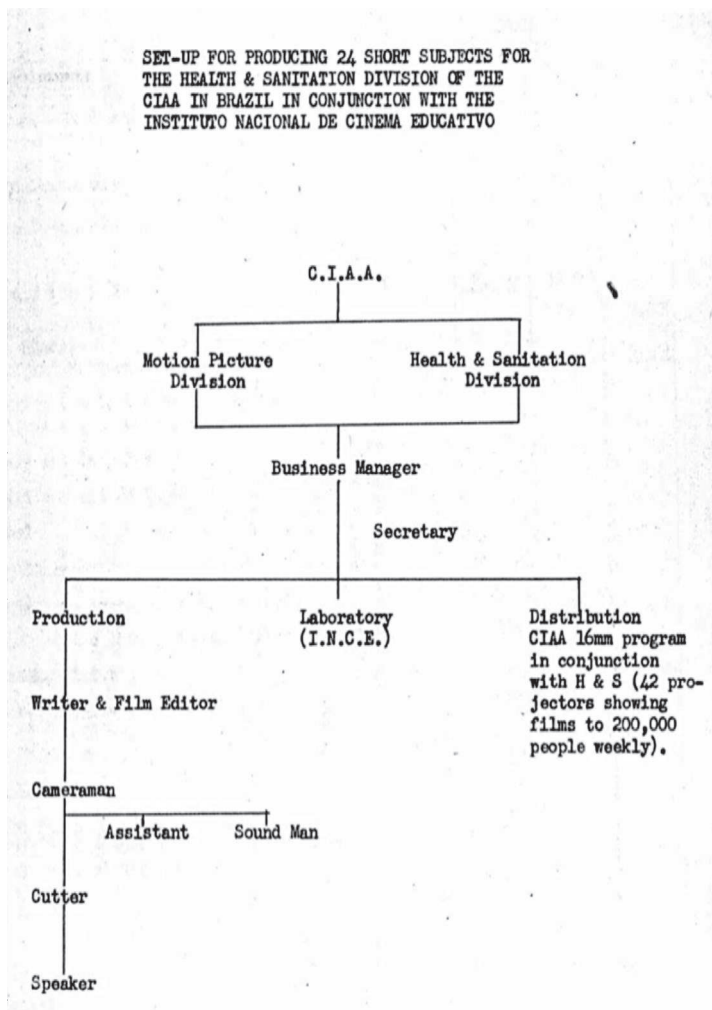 SET-UP FOR PRODUCING 24 SHORT SUBJECTS FOR
THE HEALTH & SANITATION DIVISION OF THE
CIAA IN BRAZIL IN CONJUNCTION WITH THE
INSTITUTO NACIONAL DE CINEMA EDUCATIVO
C.I.A.A.
Motion Picture
Division
Health & Sanitation
Division
Business Manager
Secretary
Production
Laboratory
(I.N.C.E.)
Distribution
CIAA 16mm program
in conjunction
with H & S (42 pro-
jectors showing
films to 200,000
people weekly).
Writer & Film Editor
Cameraman
Assistant
Sound Man
Cutter
Speaker